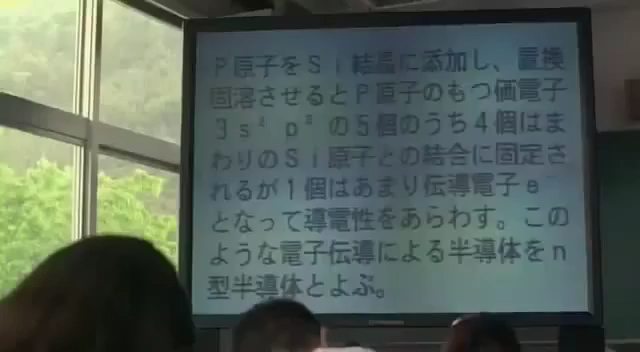 P原子をSi結晶に添加し、置換
固溶させるとP原子のもつ価電子
3s²p³の5個のうち4個はま
わりのSi原子との結合に固定さ
れるが1個はあまり伝導電子e⁻
となって導電性をあらわす。この
ような電子伝導による半導体をn
型半導体とよぶ。